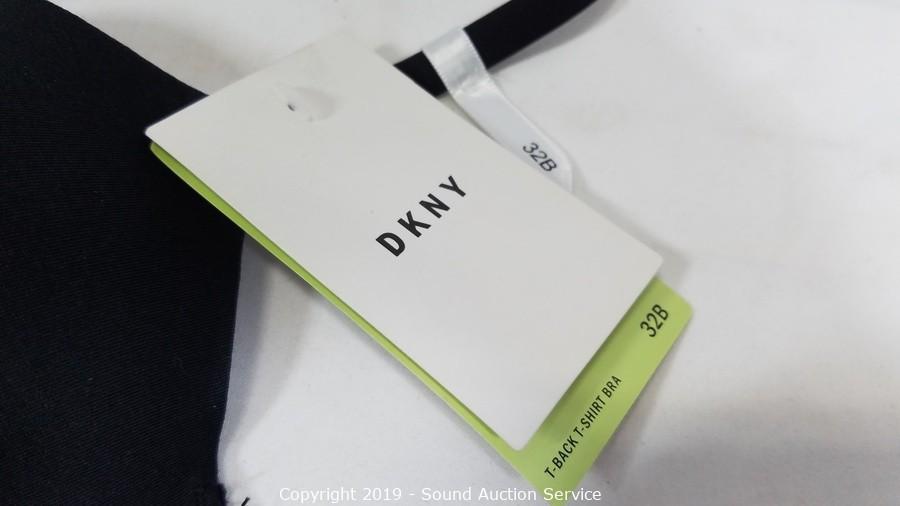 32B
DKNY
32B
T-BACK T-SHIRT BRA
Copyright 2019 - Sound Auction Service